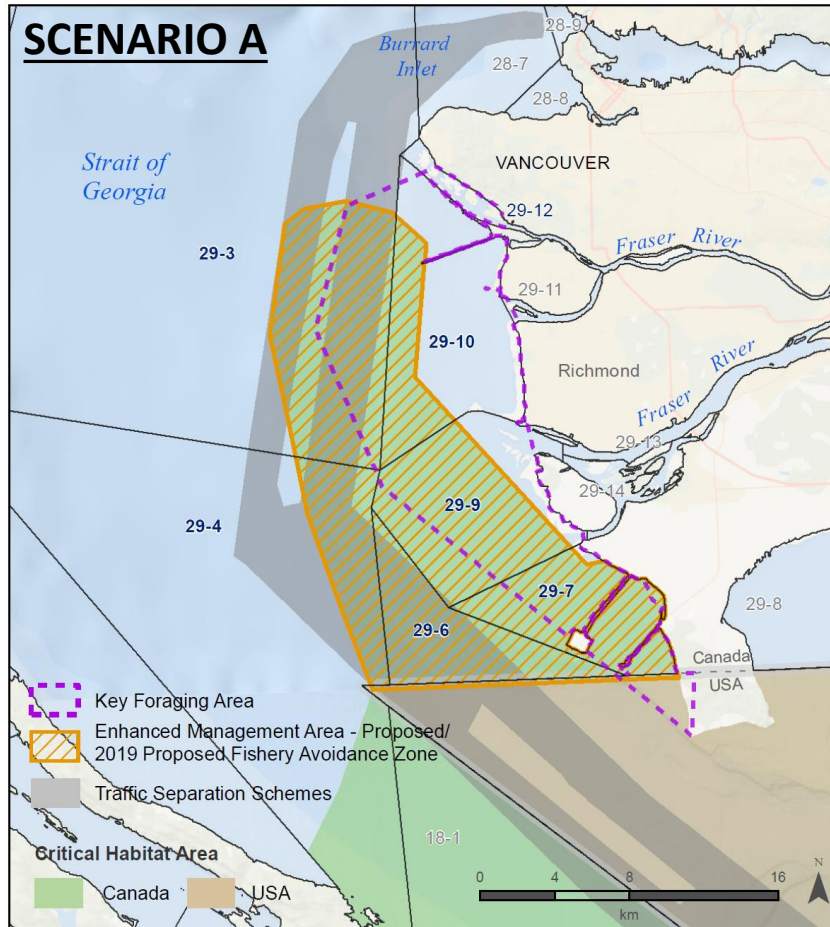 SCENARIO A
Burrard
Inlet
28-9
28-7
28-8
Strait of
Georgia
VANCOUVER
29-12
Fraser River
29-3
29-11
29-10
Richmond
Fraser River
29-13
29-14
29-9
29-4
29-7
29-8
29-6
Canada
USA
Key Foraging Area
Enhanced Management Area - Proposed/
2019 Proposed Fishery Avoidance Zone
Traffic Separation Schemes
18-1
Critical Habitat Area
Canada USA
0 4 8 16
km
N